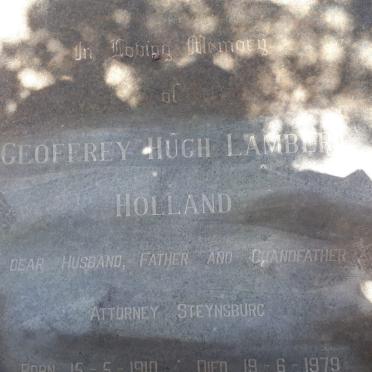 In Loving Memory
of
GEOFFREY HUGH LAMBERT
HOLLAND
DEAR HUSBAND, FATHER AND GRANDFATHER
ATTORNEY STEYNSBURG
BORN 15-5-1910 DIED 19-6-1979